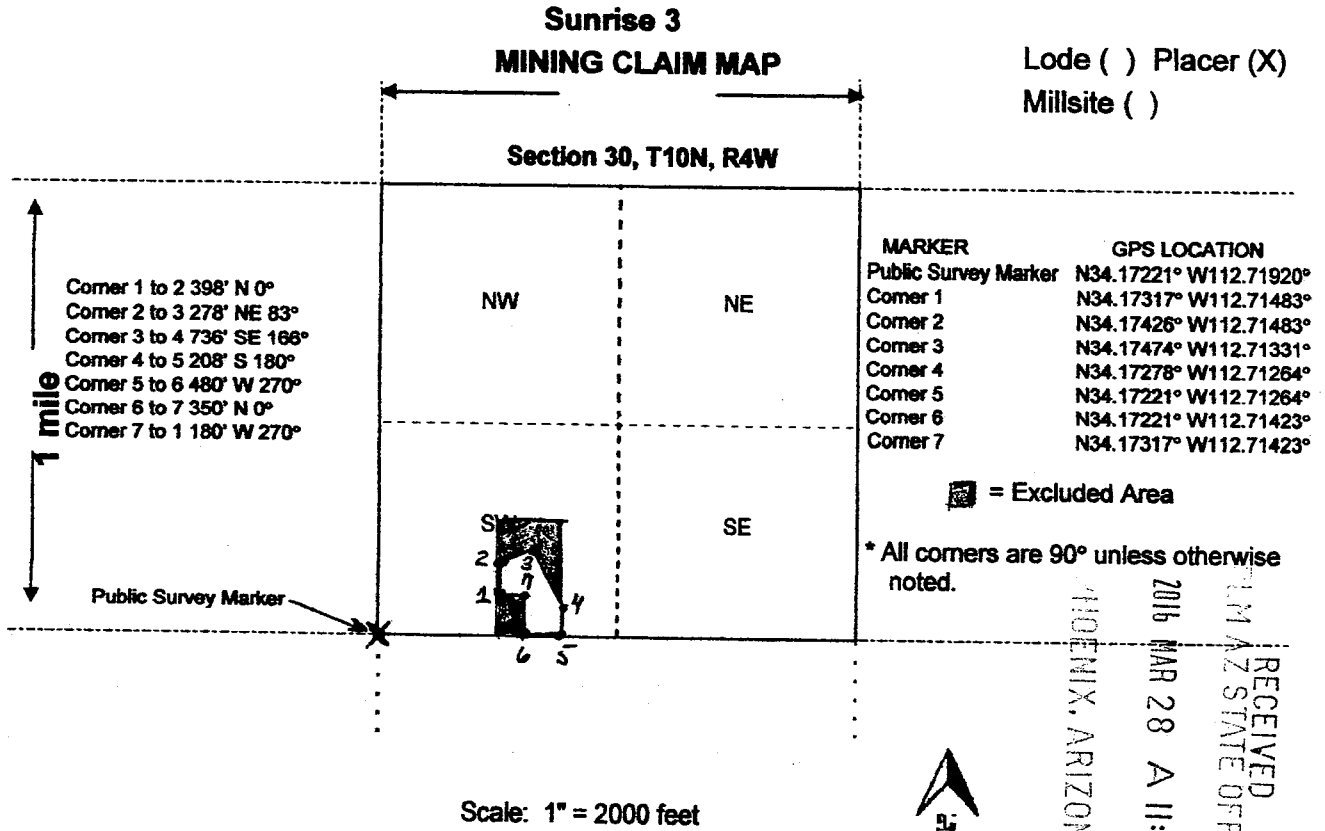 Sunrise 3
MINING CLAIM MAP
Lode ( ) Placer (X)
Millsite ( )
Section 30, T10N, R4W
1 mile
Corner 1 to 2 398' N 0°
Corner 2 to 3 278' NE 83°
Corner 3 to 4 736' SE 166°
Corner 4 to 5 208' S 180°
Corner 5 to 6 480' W 270°
Corner 6 to 7 350' N 0°
Corner 7 to 1 180' W 270°
NW
NE
MARKER GPS LOCATION
Public Survey Marker N34.17221° W112.71920°
Corner 1 N34.17317° W112.71483°
Corner 2 N34.17426° W112.71483°
Corner 3 N34.17474° W112.71331°
Corner 4 N34.17278° W112.71264°
Corner 5 N34.17221° W112.71264°
Corner 6 N34.17221° W112.71423°
Corner 7 N34.17317° W112.71423°
= Excluded Area
* All corners are 90° unless otherwise
noted.
SW
SE
2
3
7
1
4
6
5
Public Survey Marker
RECEIVED
AZ STATE OFF
2016 MAR 28 A 11:
PHOENIX, ARIZON
Scale: 1" = 2000 feet